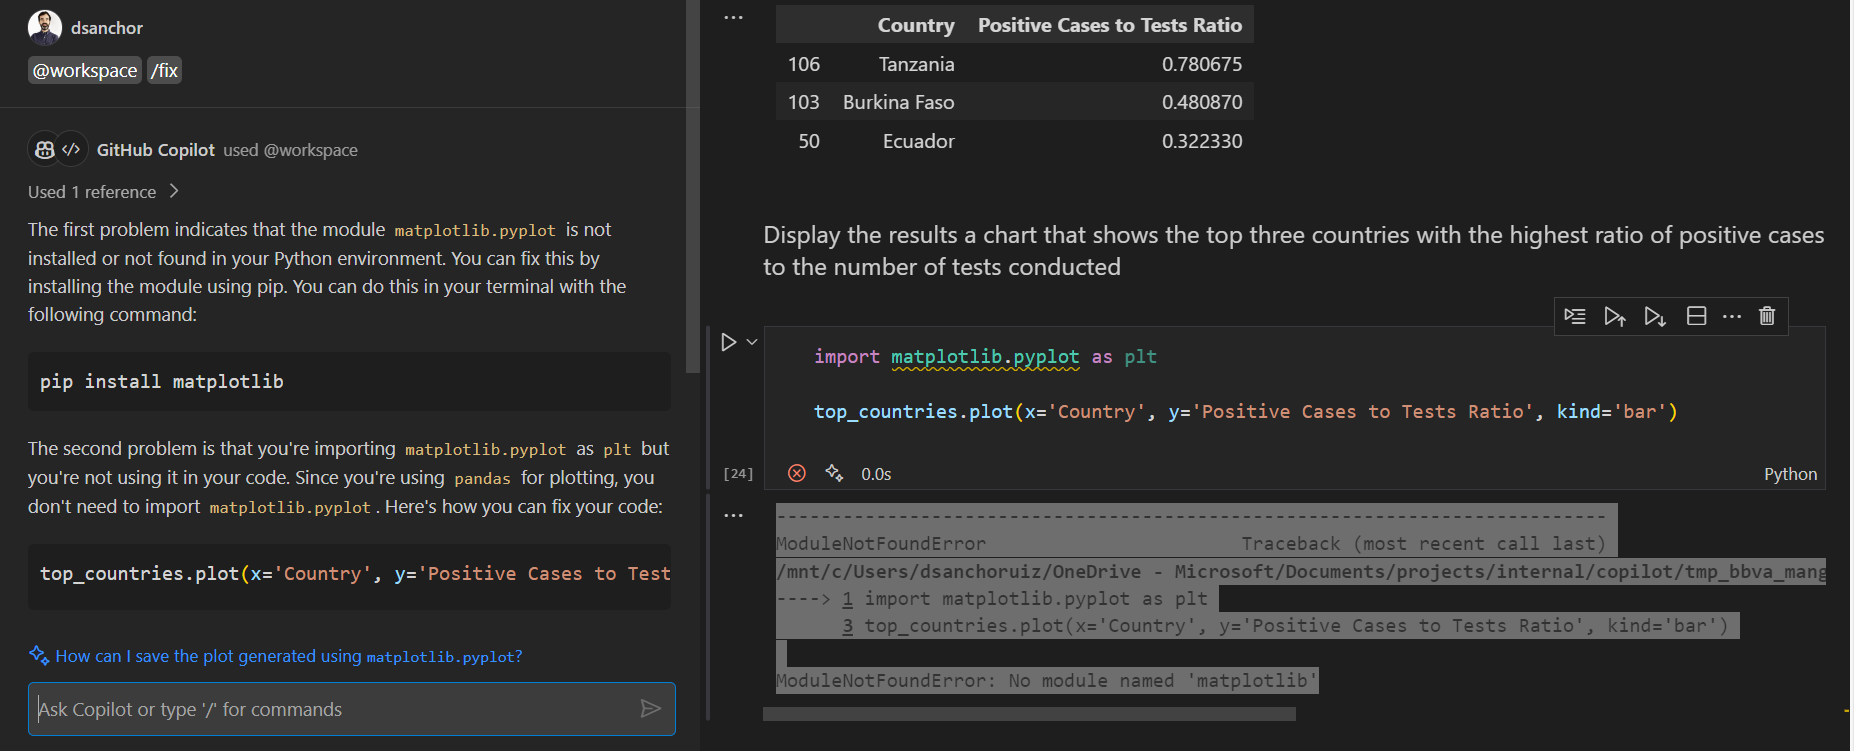 dsanchor
@workspace /fix
GitHub Copilot used @workspace
Used 1 reference >
The first problem indicates that the module matplotlib.pyplot is not
installed or not found in your Python environment. You can fix this by
installing the module using pip. You can do this in your terminal with the
following command:
pip install matplotlib
The second problem is that you're importing matplotlib.pyplot as plt but
you're not using it in your code. Since you're using pandas for plotting, you
don't need to import matplotlib.pyplot. Here's how you can fix your code:
top_countries.plot(x='Country', y='Positive Cases to Test
How can I save the plot generated using matplotlib.pyplot?
Ask Copilot or type '/' for commands
...
Country Positive Cases to Tests Ratio
106 Tanzania 0.780675
103 Burkina Faso 0.480870
50 Ecuador 0.322330
Display the results a chart that shows the top three countries with the highest ratio of positive cases
to the number of tests conducted
...
import matplotlib.pyplot as plt
top_countries.plot(x='Country', y='Positive Cases to Tests Ratio', kind='bar')
[24] 0.0s Python
...
---------------------------------------------------------------------------
ModuleNotFoundError Traceback (most recent call last)
/mnt/c/Users/dsanchoruiz/OneDrive - Microsoft/Documents/projects/internal/copilot/tmp_bbva_mang
----> 1 import matplotlib.pyplot as plt
3 top_countries.plot(x='Country', y='Positive Cases to Tests Ratio', kind='bar')
ModuleNotFoundError: No module named 'matplotlib'